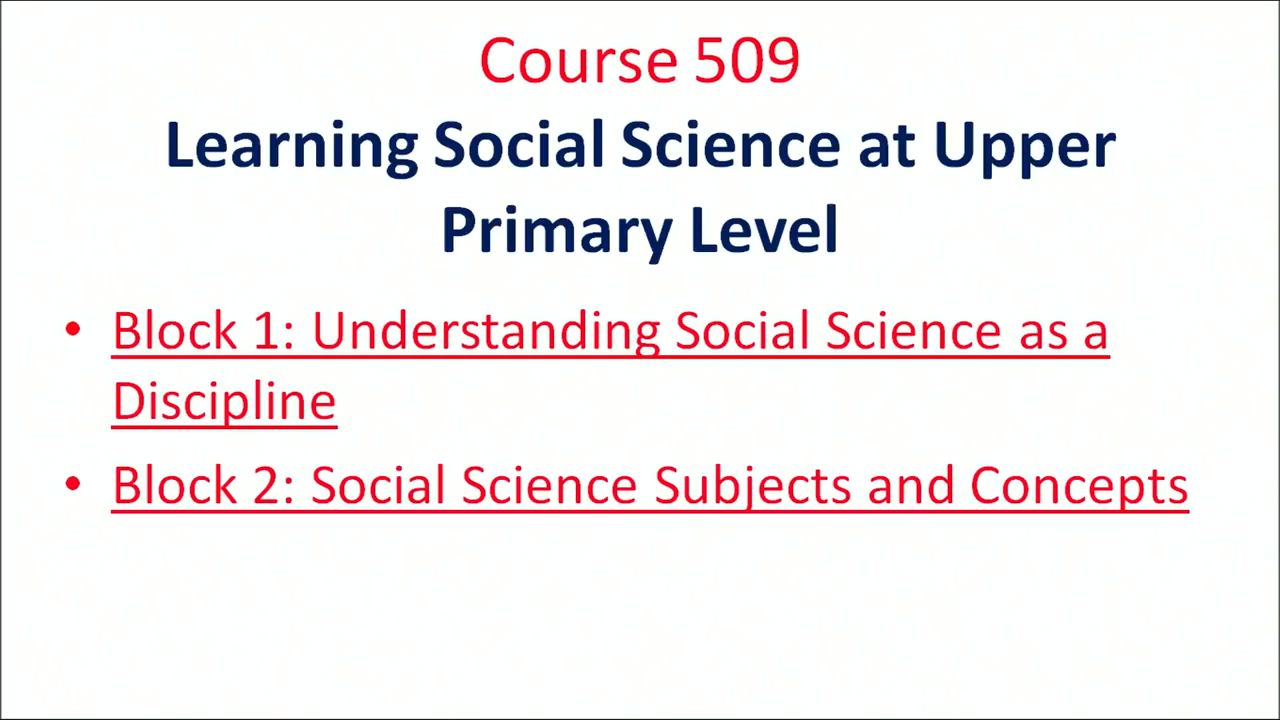 Course 509
Learning Social Science at Upper
Primary Level
• Block 1: Understanding Social Science as a
Discipline
• Block 2: Social Science Subjects and Concepts